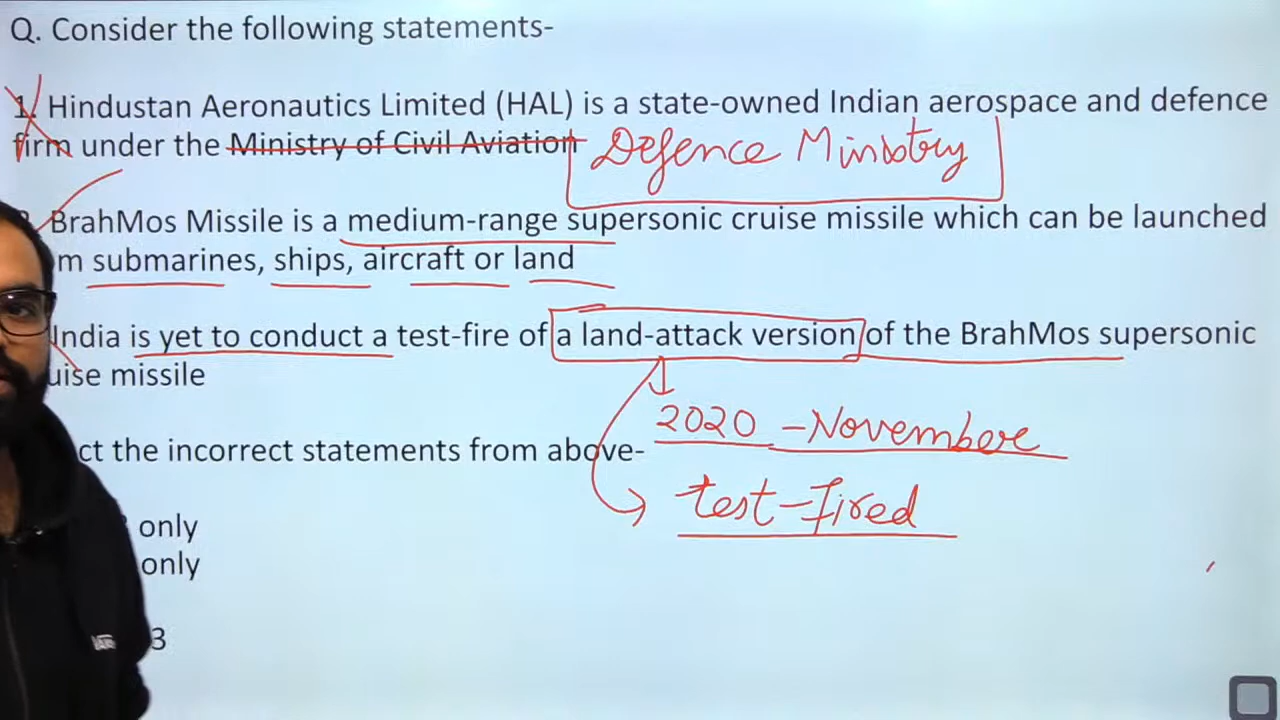 Q. Consider the following statements-
1. Hindustan Aeronautics Limited (HAL) is a state-owned Indian aerospace and defence
firm under the Ministry of Civil Aviation Defence Ministry
BrahMos Missile is a medium-range supersonic cruise missile which can be launched
m submarines, ships, aircraft or land
India is yet to conduct a test-fire of a land-attack version of the BrahMos supersonic
uise missile
2020 - November
ct the incorrect statements from above-
test-fired
only
only
3